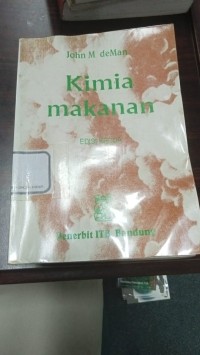 John M. deMan
Kimia
makanan
Penerbit ITB Bandung